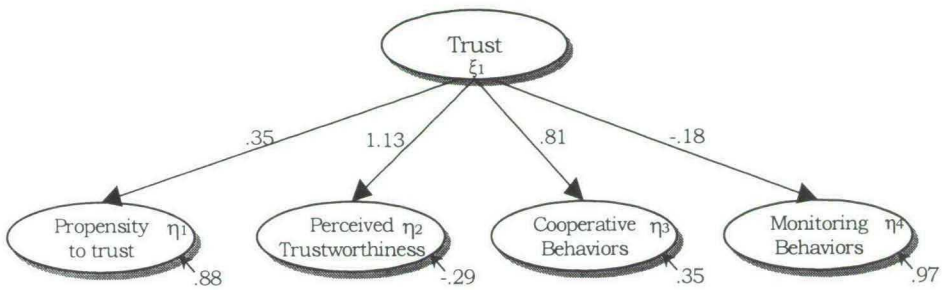 Trust
ξ1
.35
1.13
.81
-.18
Propensity η1
to trust
Perceived η2
Trustworthiness
Cooperative η3
Behaviors
Monitoring η4
Behaviors
.88
-.29
.35
.97